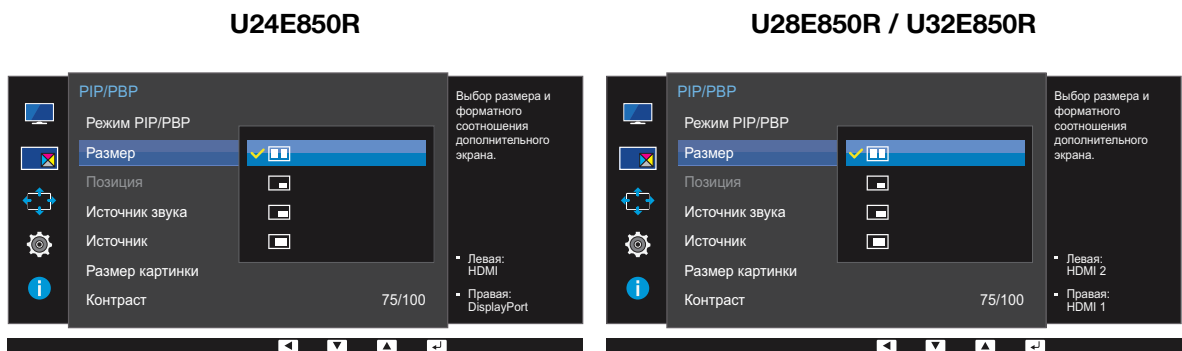 U24E850R
PIP/PBP
Режим PIP/PBP
Размер
Позиция
Источник звука
Источник
Размер картинки
Контраст 75/100
Выбор размера и
форматного
соотношения
дополнительного
экрана.
Левая:
HDMI
Правая:
DisplayPort
U28E850R / U32E850R
PIP/PBP
Режим PIP/PBP
Размер
Позиция
Источник звука
Источник
Размер картинки
Контраст 75/100
Выбор размера и
форматного
соотношения
дополнительного
экрана.
Левая:
HDMI 2
Правая:
HDMI 1